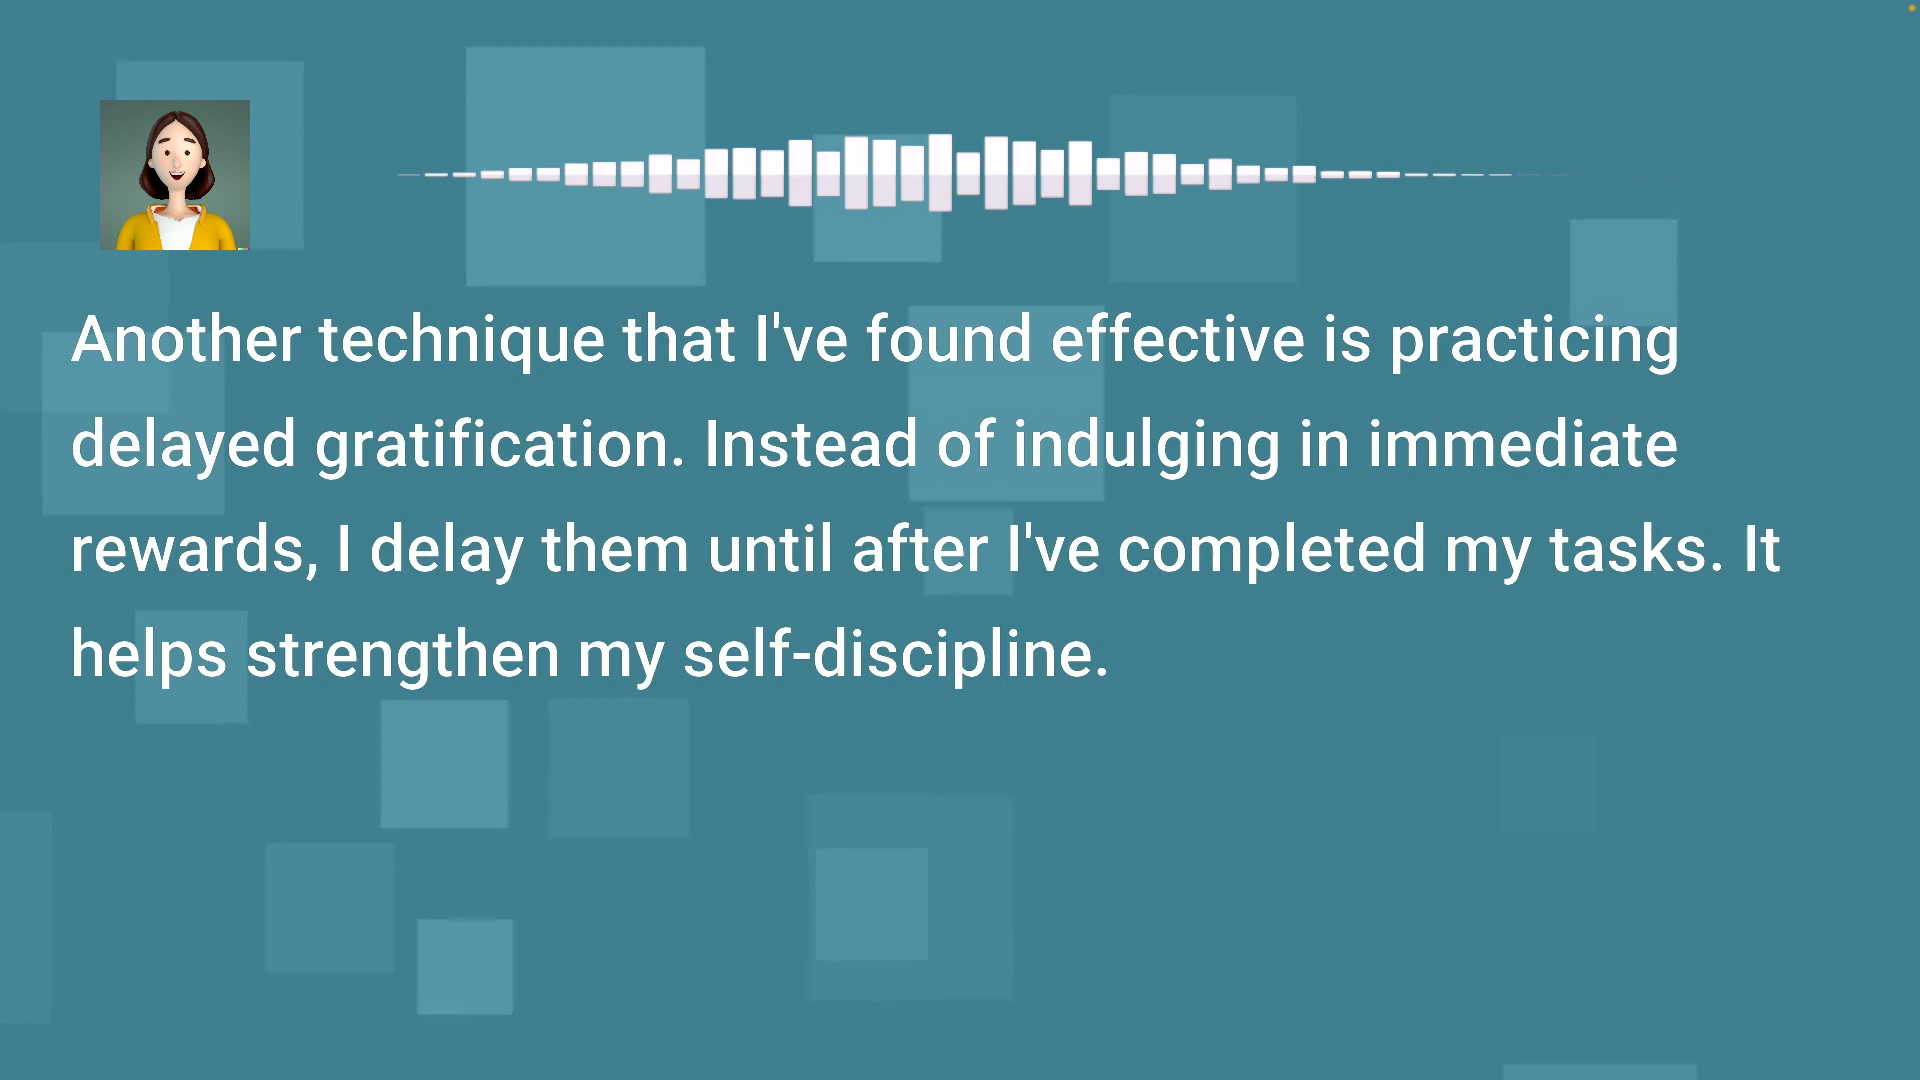 Another technique that I've found effective is practicing
delayed gratification. Instead of indulging in immediate
rewards, I delay them until after I've completed my tasks. It
helps strengthen my self-discipline.